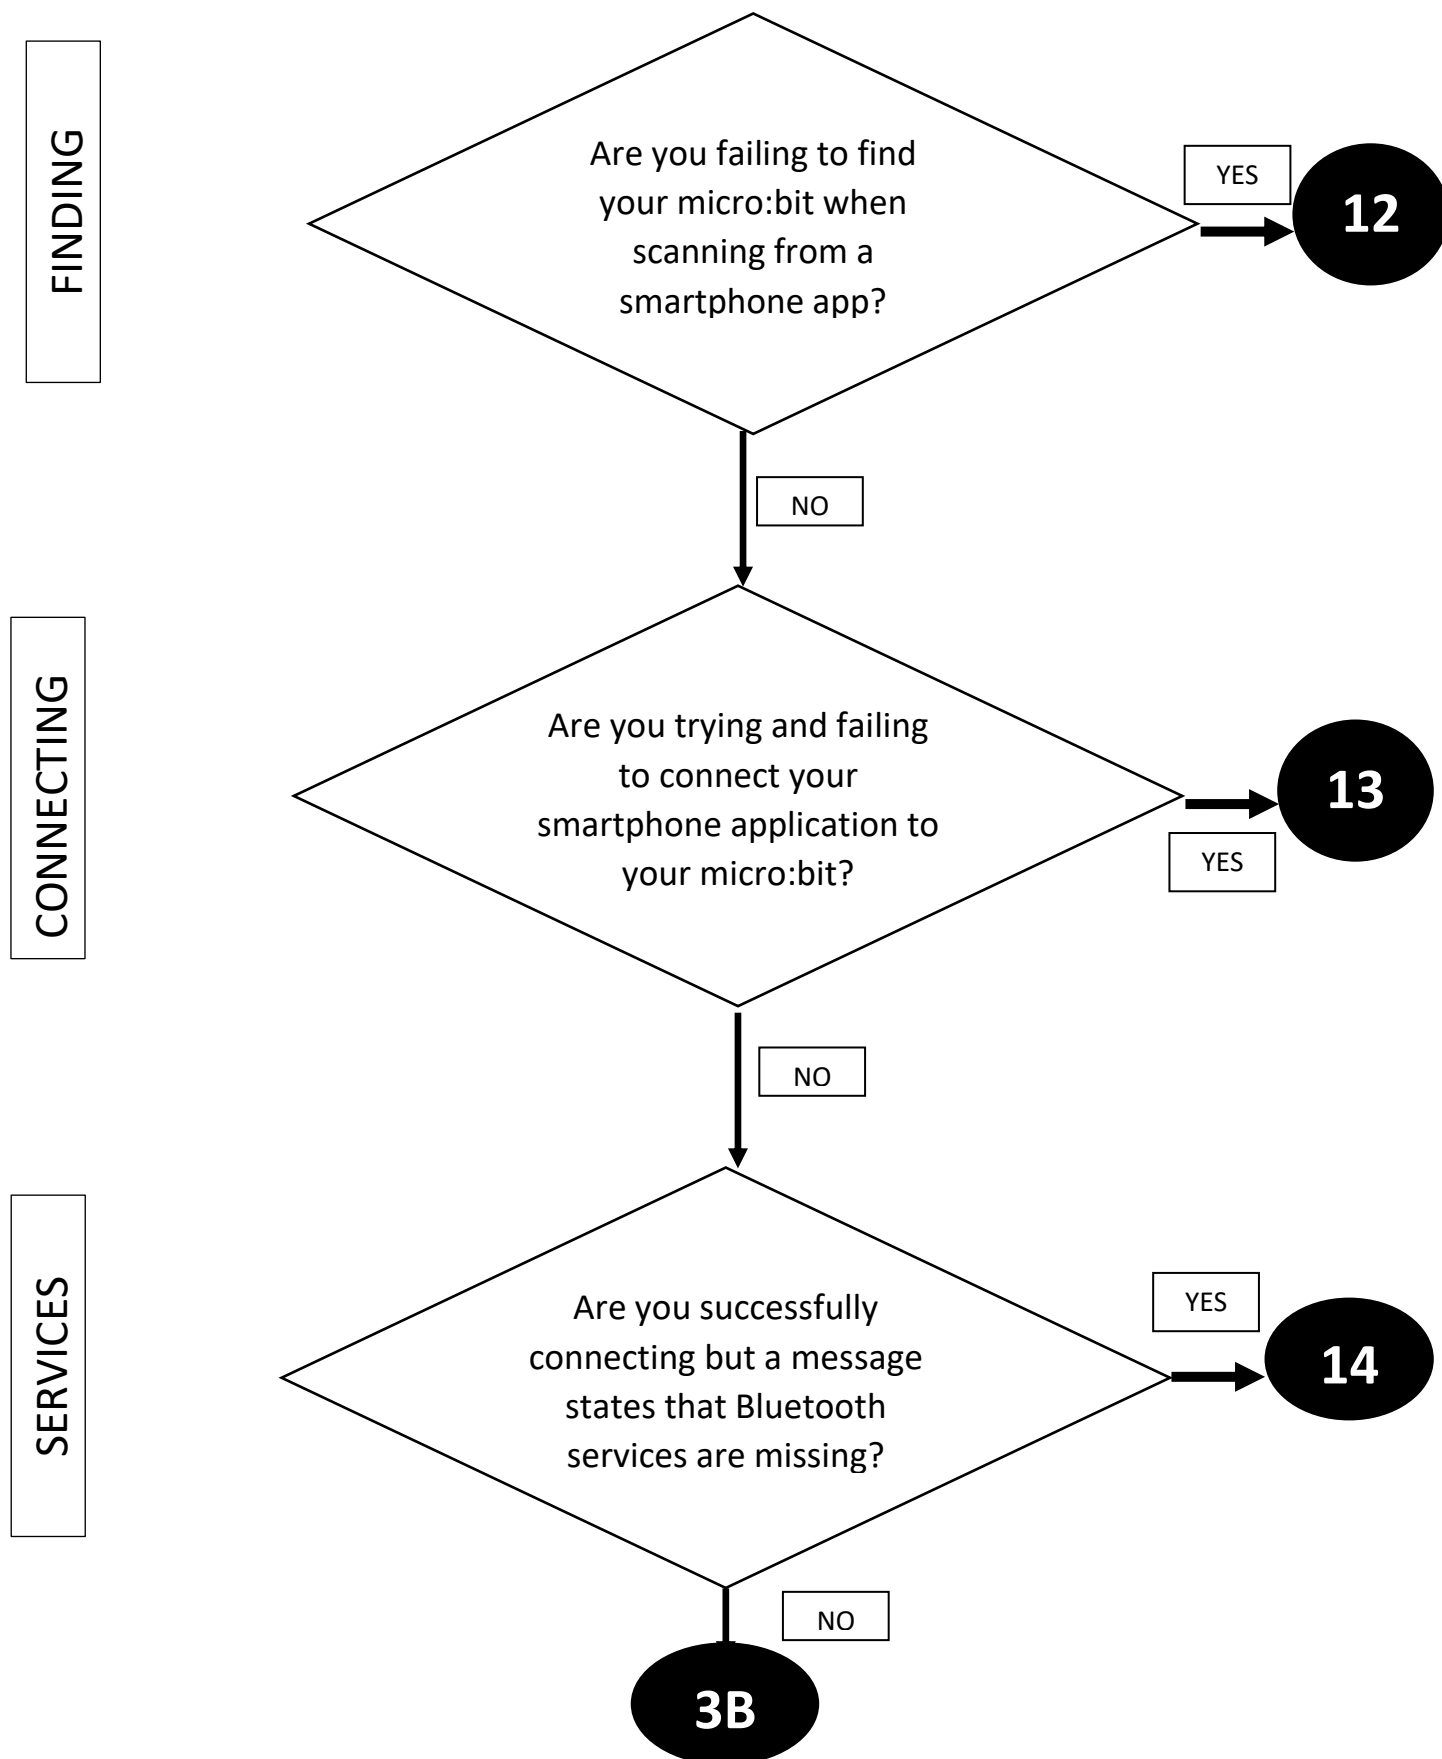 FINDING
Are you failing to find
your micro:bit when
scanning from a
smartphone app?
YES
12
NO
CONNECTING
Are you trying and failing
to connect your
smartphone application to
your micro:bit?
13
YES
NO
SERVICES
Are you successfully
connecting but a message
states that Bluetooth
services are missing?
YES
14
NO
3B